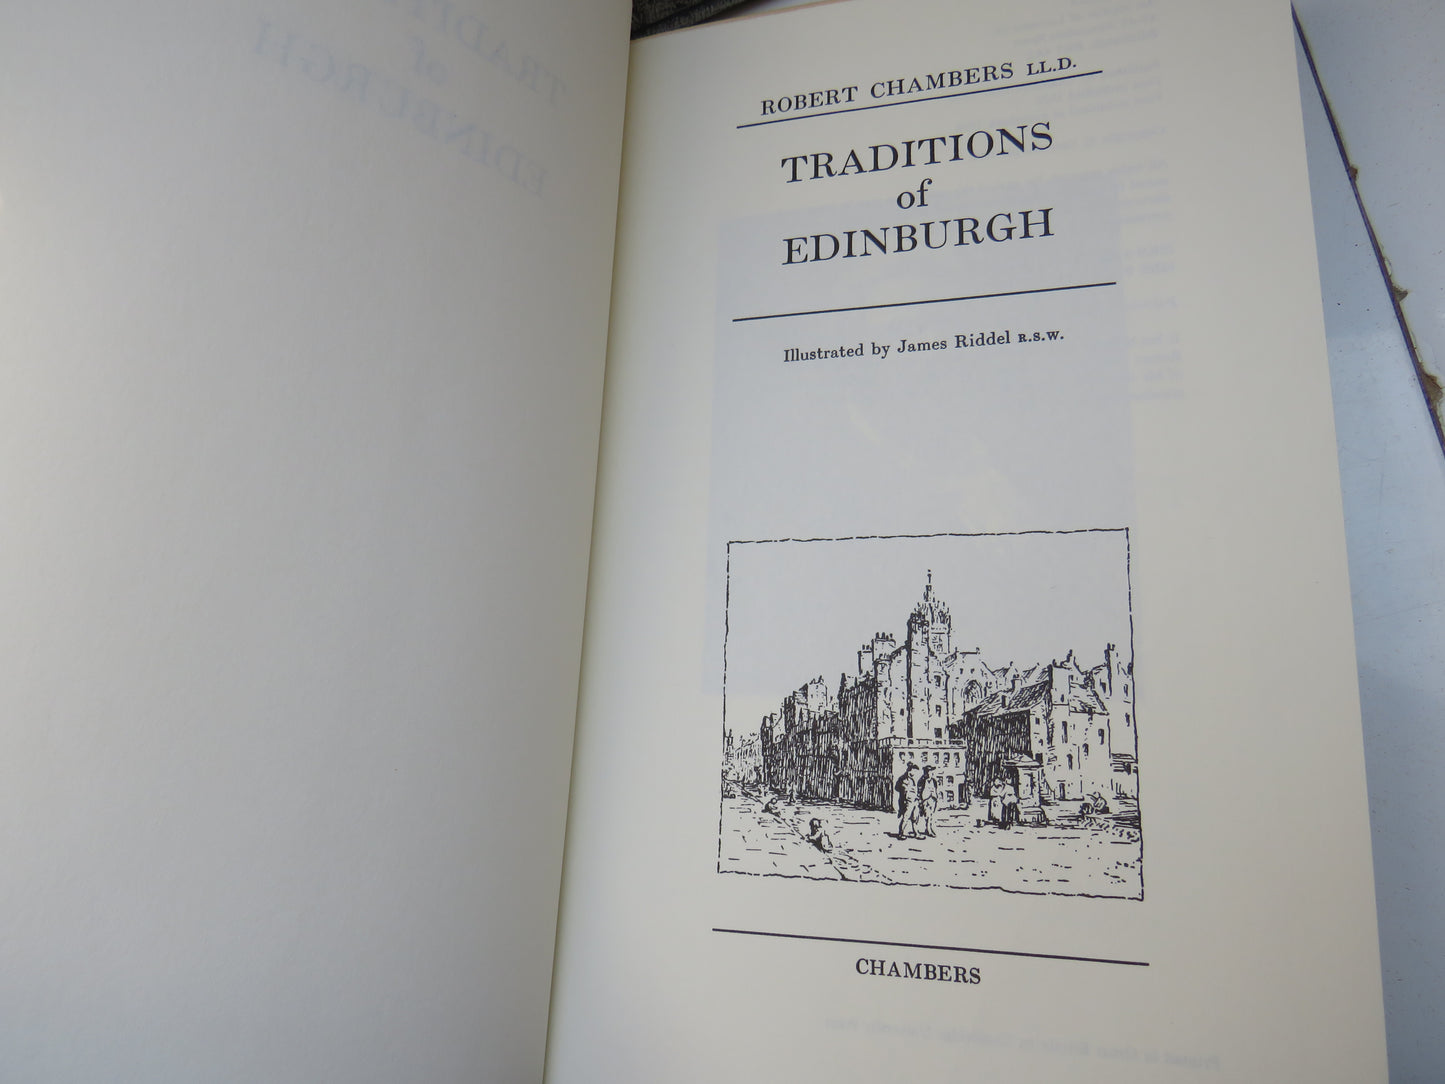 ROBERT CHAMBERS LL.D.
TRADITIONS
of
EDINBURGH
Illustrated by James Riddel R.S.W.
CHAMBERS